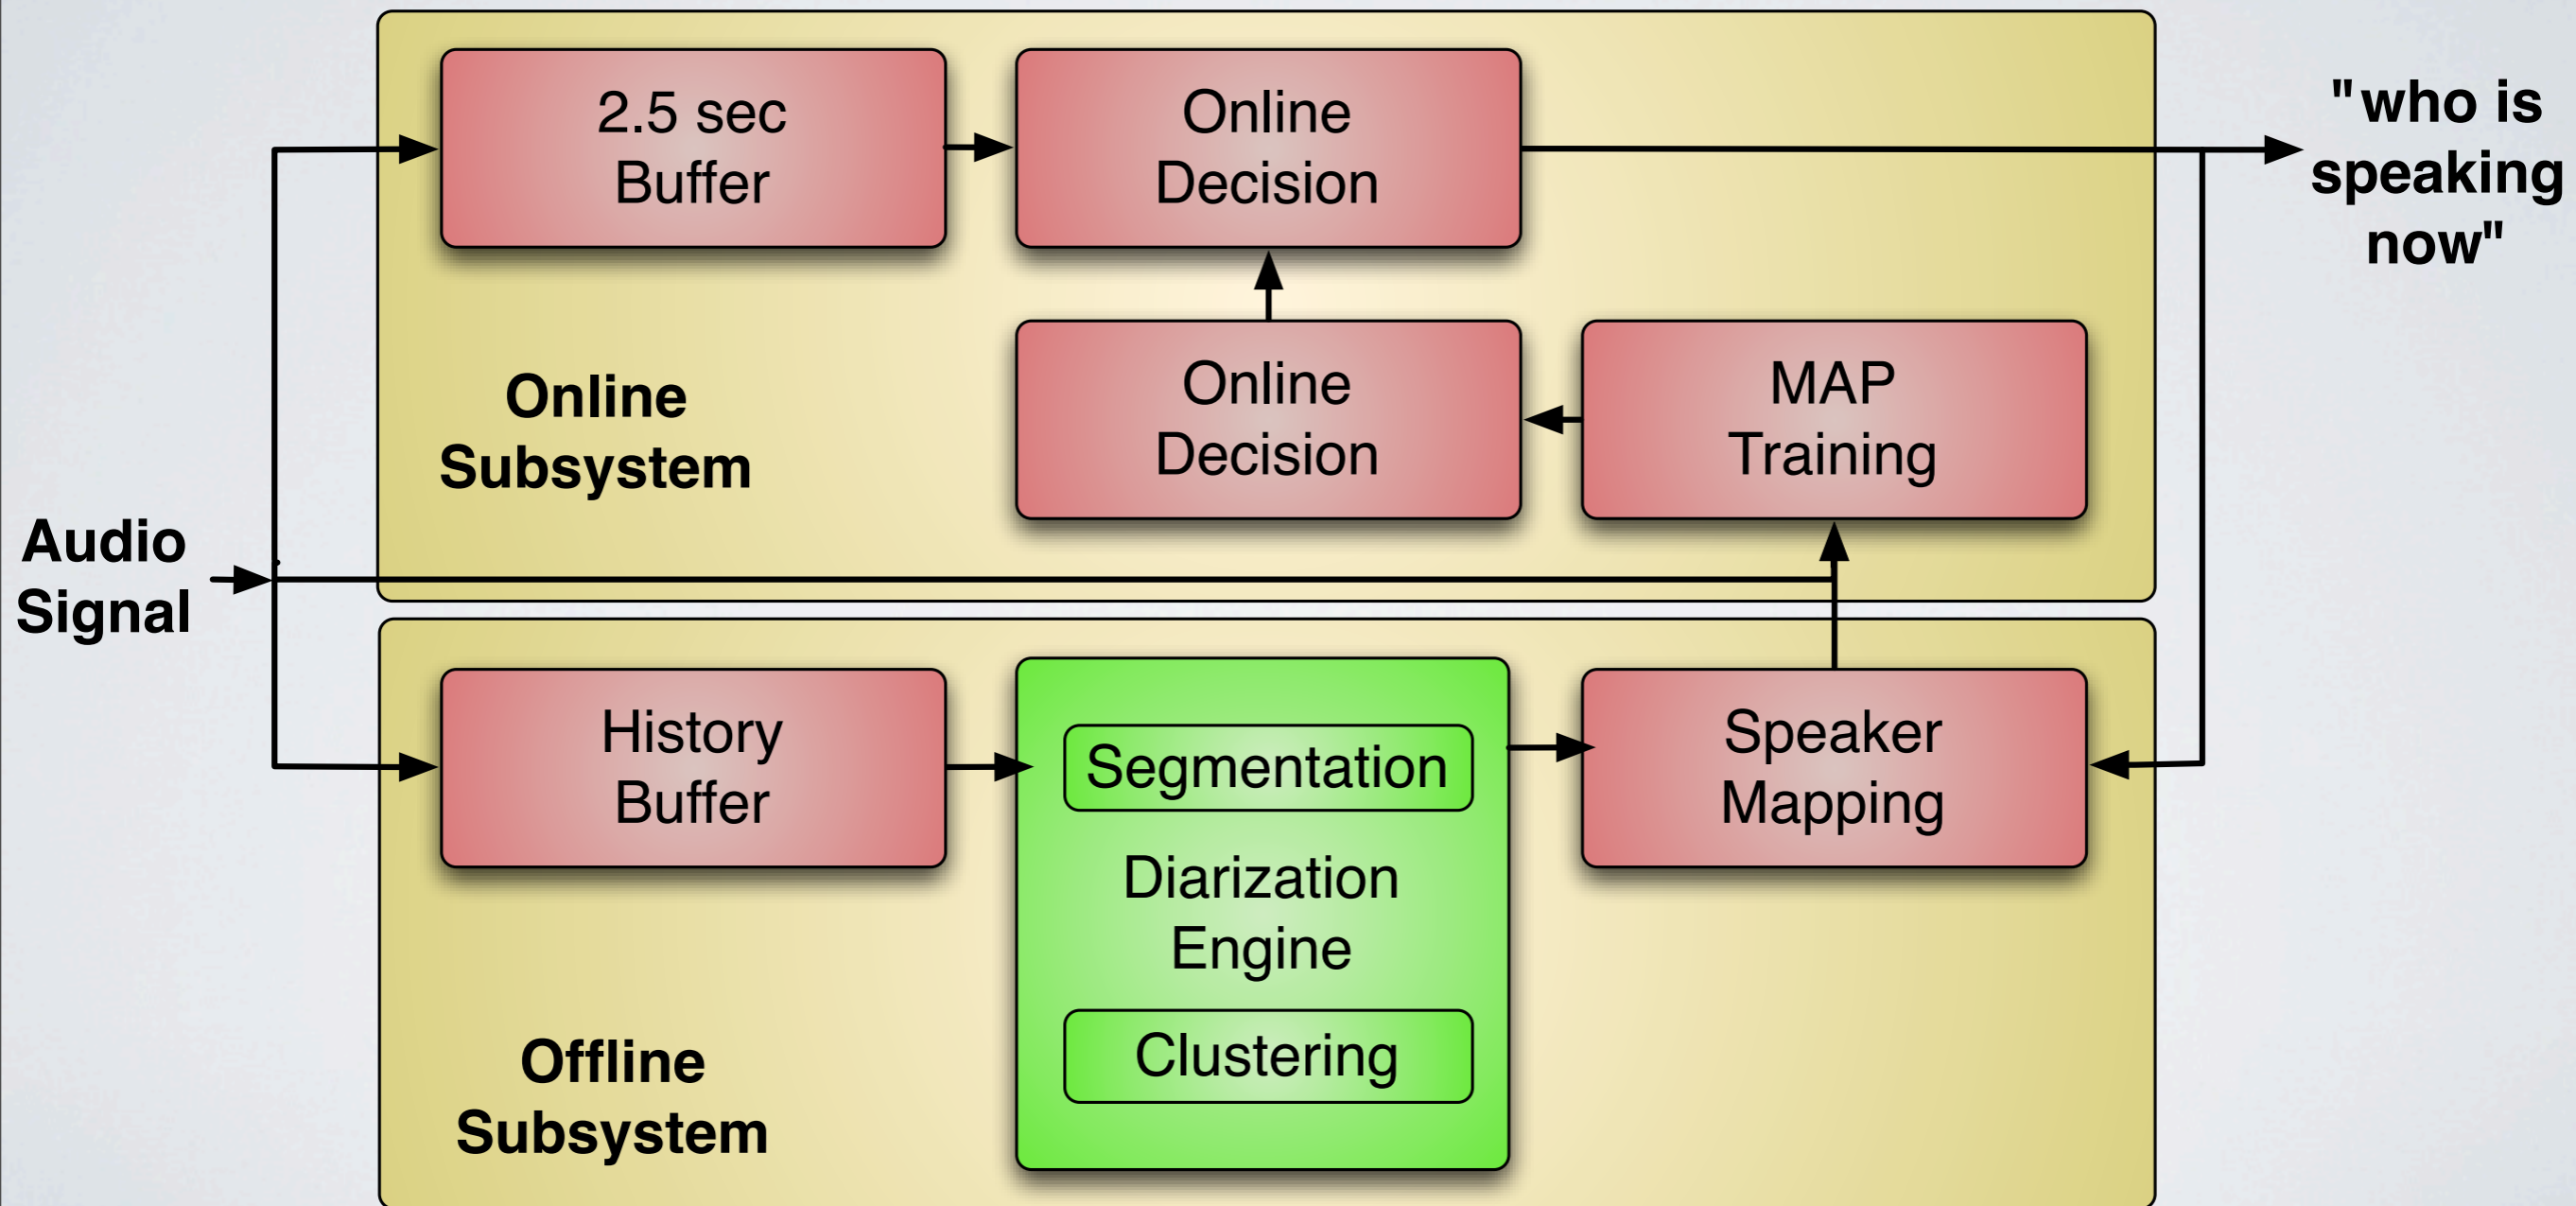 2.5 sec
Buffer
Online
Decision
"who is
speaking
now"
Online
Subsystem
Online
Decision
MAP
Training
Audio
Signal
History
Buffer
Segmentation
Diarization
Engine
Clustering
Speaker
Mapping
Offline
Subsystem